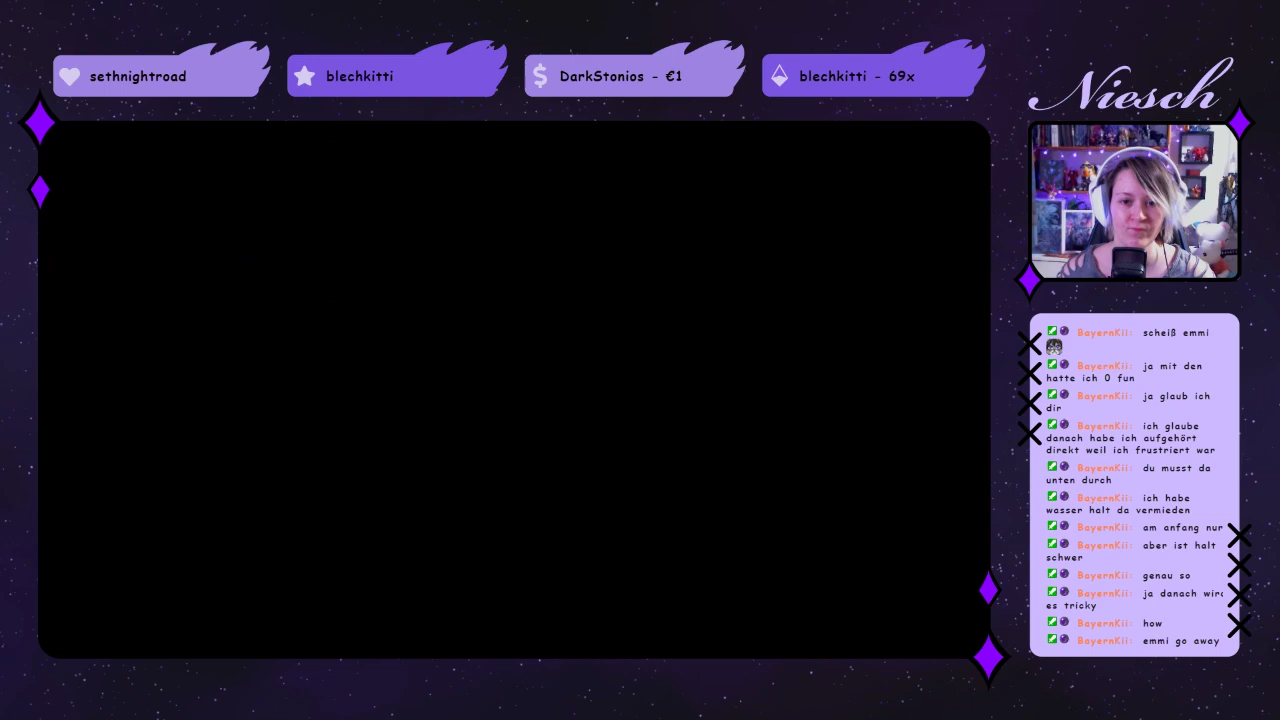 sethnightroad
blechkitti
DarkStonios - €1
blechkitti - 69x
Niesch
BayernKii: scheiß emmi
BayernKii: ja mit den
hatte ich 0 fun
BayernKii: ja glaub ich
dir
BayernKii: ich glaube
danach habe ich aufgehört
direkt weil ich frustriert war
BayernKii: du musst da
unten durch
BayernKii: ich habe
wasser halt da vermieden
BayernKii: am anfang nur
BayernKii: aber ist halt
schwer
BayernKii: genau so
BayernKii: ja danach wird
es tricky
BayernKii: how
BayernKii: emmi go away